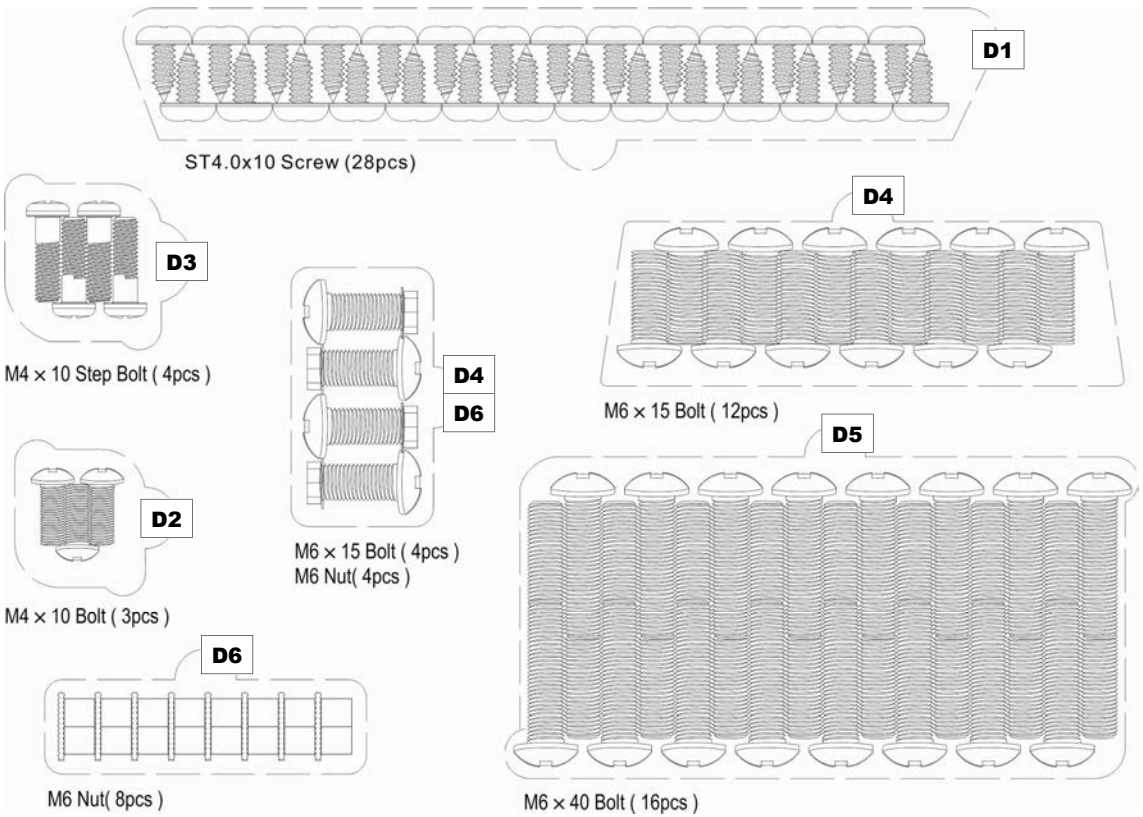 D1
ST4.0x10 Screw (28pcs)
D3
M4 × 10 Step Bolt ( 4pcs )
D4
D6
M6 × 15 Bolt ( 4pcs )
M6 Nut( 4pcs )
D4
M6 × 15 Bolt ( 12pcs )
D2
M4 × 10 Bolt ( 3pcs )
D5
M6 × 40 Bolt ( 16pcs )
D6
M6 Nut( 8pcs )